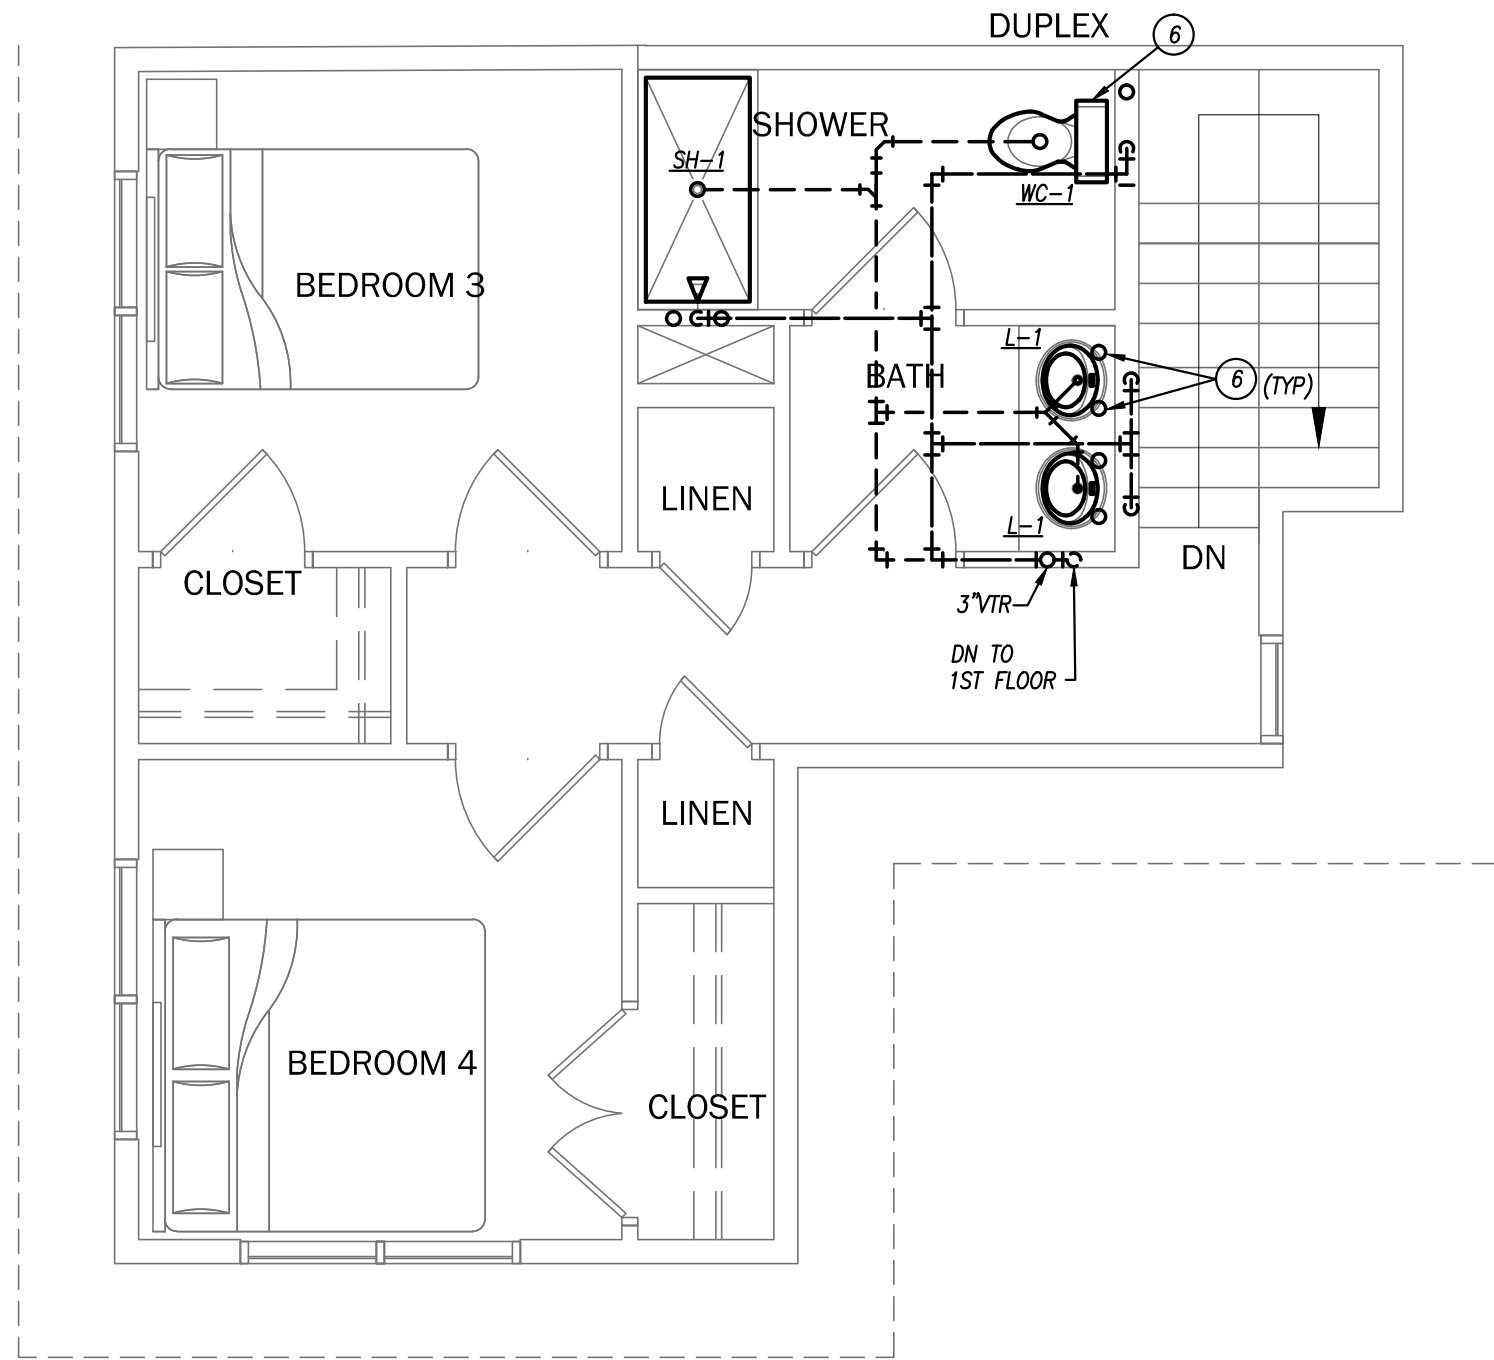 DUPLEX
6
SHOWER
SH-1
WC-1
BEDROOM 3
L-1
BATH
6
(TYP)
LINEN
L-1
DN
CLOSET
3"VTR
DN TO
1ST FLOOR
LINEN
BEDROOM 4
CLOSET